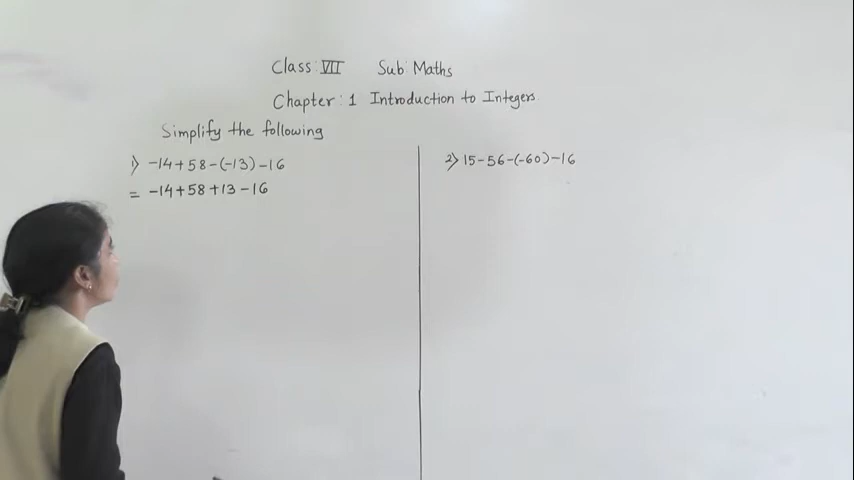 Class: VII Sub: Maths
Chapter: 1 Introduction to Integers.
Simplify the following
1) -14+58-(-13)-16
= -14+58+13-16
2) 15-56-(-60)-16